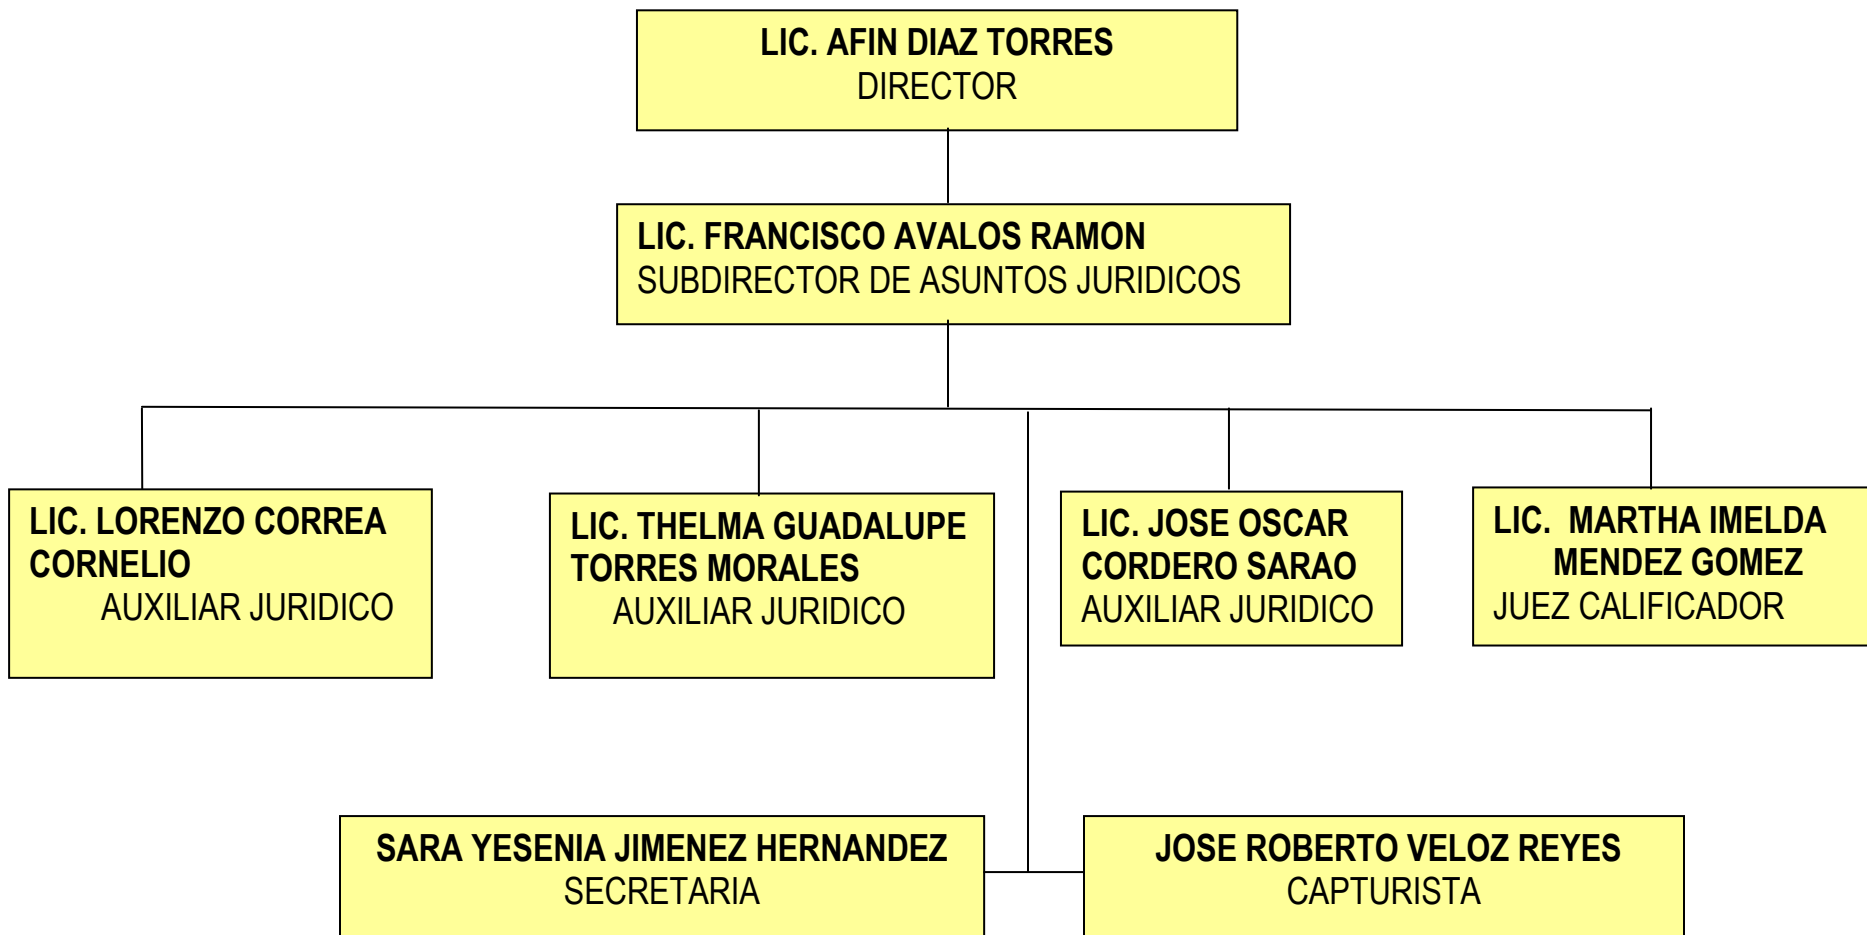 LIC. AFIN DIAZ TORRES
DIRECTOR
LIC. FRANCISCO AVALOS RAMON
SUBDIRECTOR DE ASUNTOS JURIDICOS
LIC. LORENZO CORREA
CORNELIO
AUXILIAR JURIDICO
LIC. THELMA GUADALUPE
TORRES MORALES
AUXILIAR JURIDICO
LIC. JOSE OSCAR
CORDERO SARAO
AUXILIAR JURIDICO
LIC. MARTHA IMELDA
MENDEZ GOMEZ
JUEZ CALIFICADOR
SARA YESENIA JIMENEZ HERNANDEZ
SECRETARIA
JOSE ROBERTO VELOZ REYES
CAPTURISTA